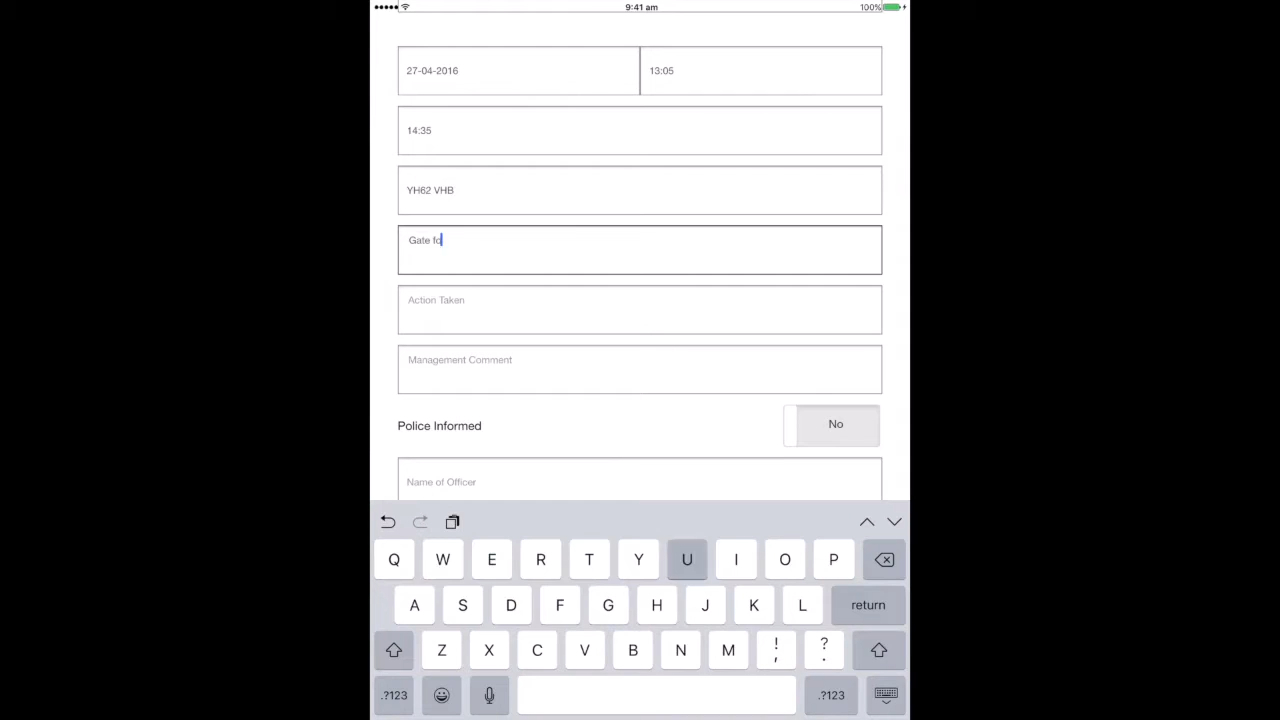 9:41 am
100%
27-04-2016 13:05
14:35
YH62 VHB
Gate fo
Action Taken
Management Comment
Police Informed No
Name of Officer
Q W E R T Y U I O P
A S D F G H J K L return
Z X C V B N M ! , ? .
.?123 .?123